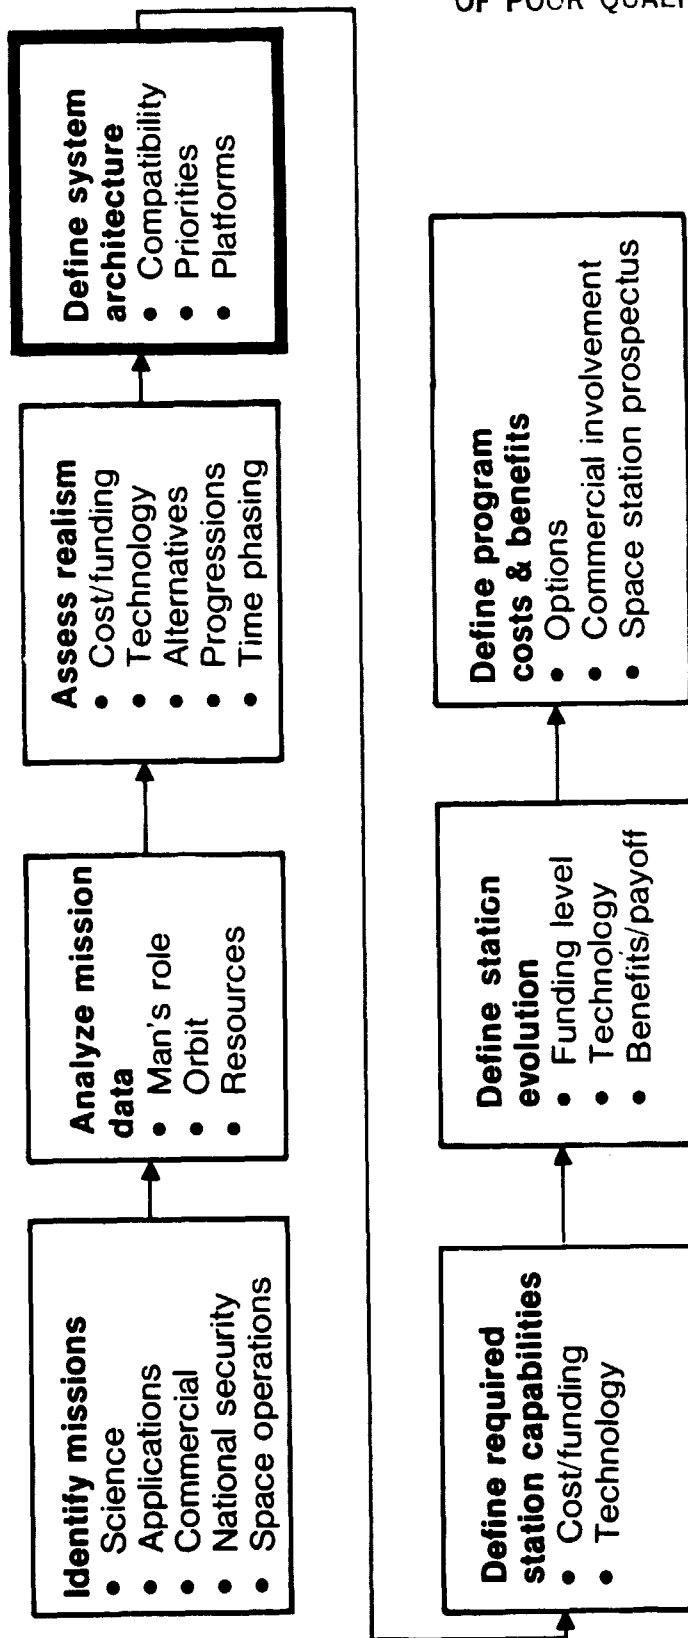 OF POOR
Identify missions
• Science
• Applications
• Commercial
• National security
• Space operations
Analyze mission
data
• Man's role
• Orbit
• Resources
Assess realism
• Cost/funding
• Technology
• Alternatives
• Progressions
• Time phasing
Define system
architecture
• Compatibility
• Priorities
• Platforms
Define required
station capabilities
• Cost/funding
• Technology
Define station
evolution
• Funding level
• Technology
• Benefits/payoff
Define program
costs & benefits
• Options
• Commercial involvement
• Space station prospectus